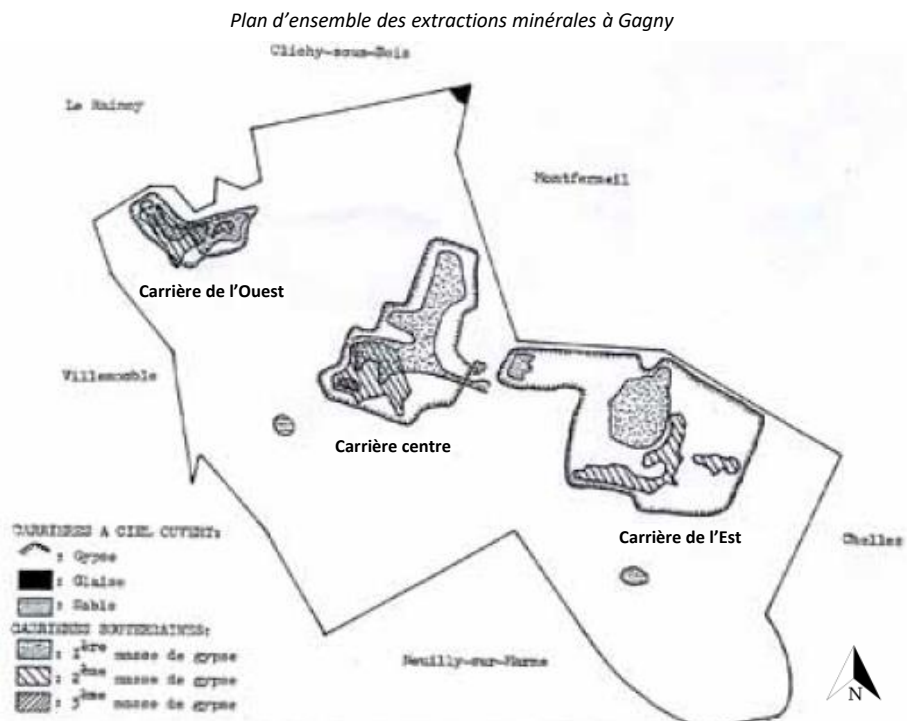 Plan d’ensemble des extractions minérales à Gagny
Clichy-sous-Bois
Le Rainoy
Montfermeil
Carrière de l’Ouest
Villemomble
Carrière centre
Carrière de l’Est
Chelles
Neuilly-sur-Marne
CARRIERES A CIEL OUVERT:
: Gypse
: Glaise
: Sable
CARRIERES SOUTERRAINES:
: 1ère masse de gypse
: 2ème masse de gypse
: 3ème masse de gypse
N